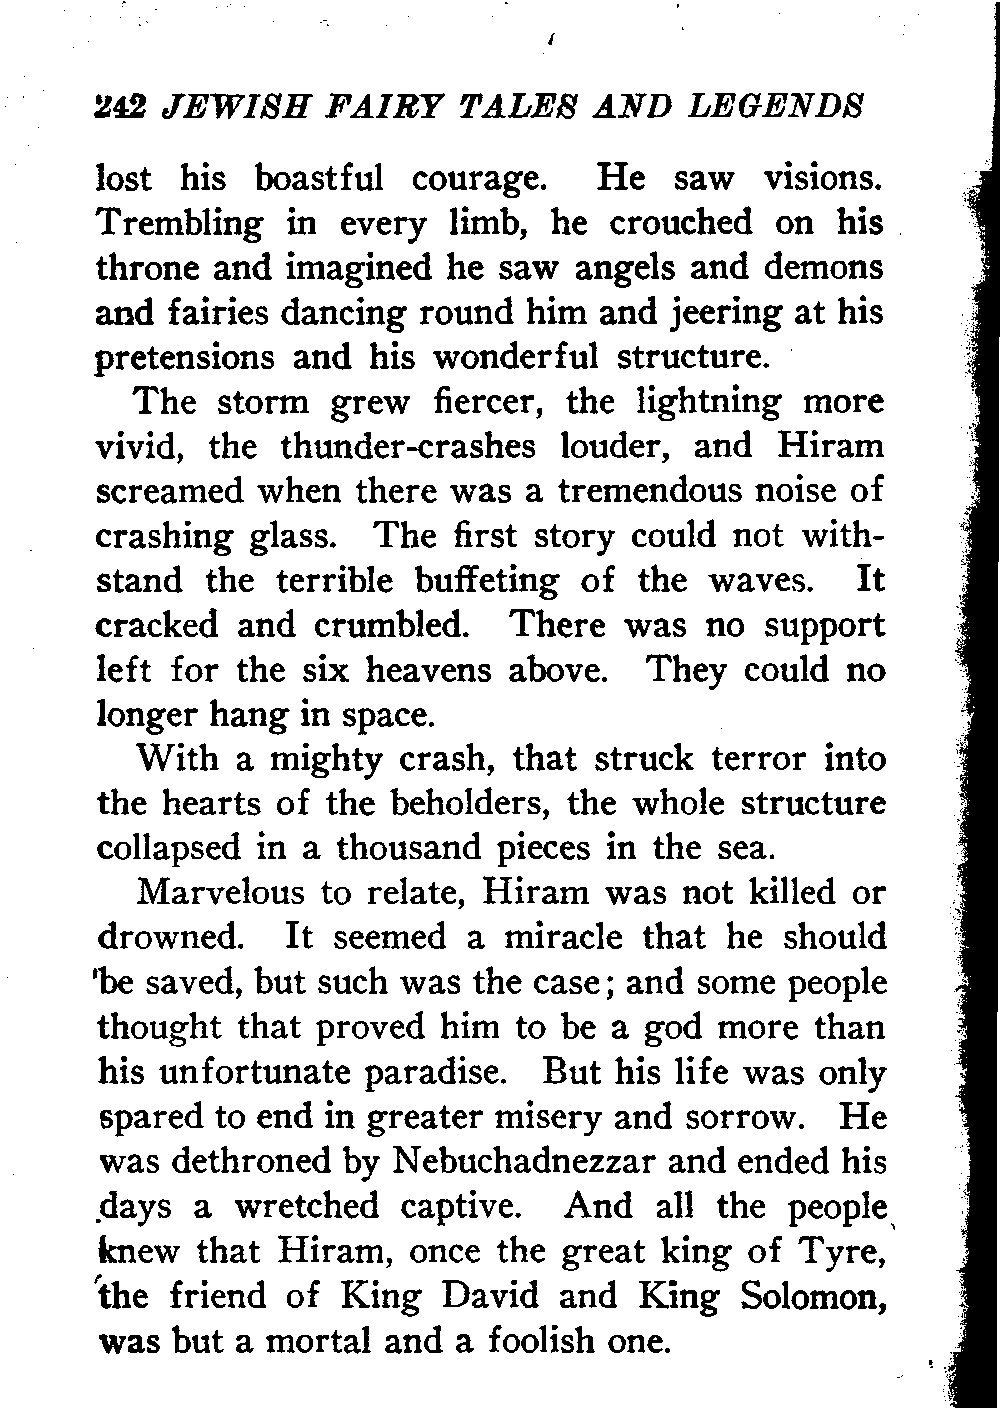 242 JEWISH FAIRY TALES AND LEGENDS
lost his boastful courage. He saw visions.
Trembling in every limb, he crouched on his
throne and imagined he saw angels and demons
and fairies dancing round him and jeering at his
pretensions and his wonderful structure.
The storm grew fiercer, the lightning more
vivid, the thunder-crashes louder, and Hiram
screamed when there was a tremendous noise of
crashing glass. The first story could not with-
stand the terrible buffeting of the waves. It
cracked and crumbled. There was no support
left for the six heavens above. They could no
longer hang in space.
With a mighty crash, that struck terror into
the hearts of the beholders, the whole structure
collapsed in a thousand pieces in the sea.
Marvelous to relate, Hiram was not killed or
drowned. It seemed a miracle that he should
be saved, but such was the case; and some people
thought that proved him to be a god more than
his unfortunate paradise. But his life was only
spared to end in greater misery and sorrow. He
was dethroned by Nebuchadnezzar and ended his
days a wretched captive. And all the people
knew that Hiram, once the great king of Tyre,
the friend of King David and King Solomon,
was but a mortal and a foolish one.